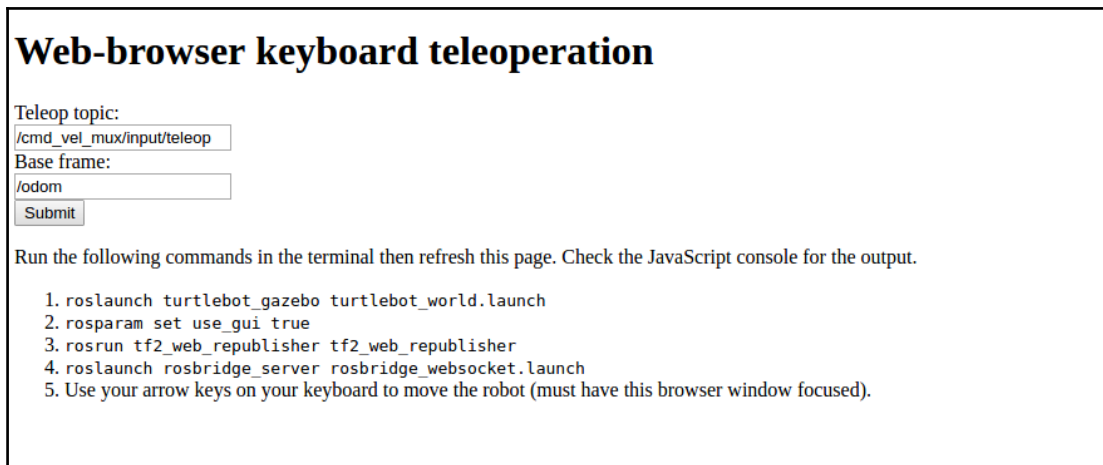 Web-browser keyboard teleoperation
Teleop topic:
/cmd_vel_mux/input/teleop
Base frame:
/odom
Submit
Run the following commands in the terminal then refresh this page. Check the JavaScript console for the output.
1. roslaunch turtlebot_gazebo turtlebot_world.launch
2. rosparam set use_gui true
3. rosrun tf2_web_republisher tf2_web_republisher
4. roslaunch rosbridge_server rosbridge_websocket.launch
5. Use your arrow keys on your keyboard to move the robot (must have this browser window focused).